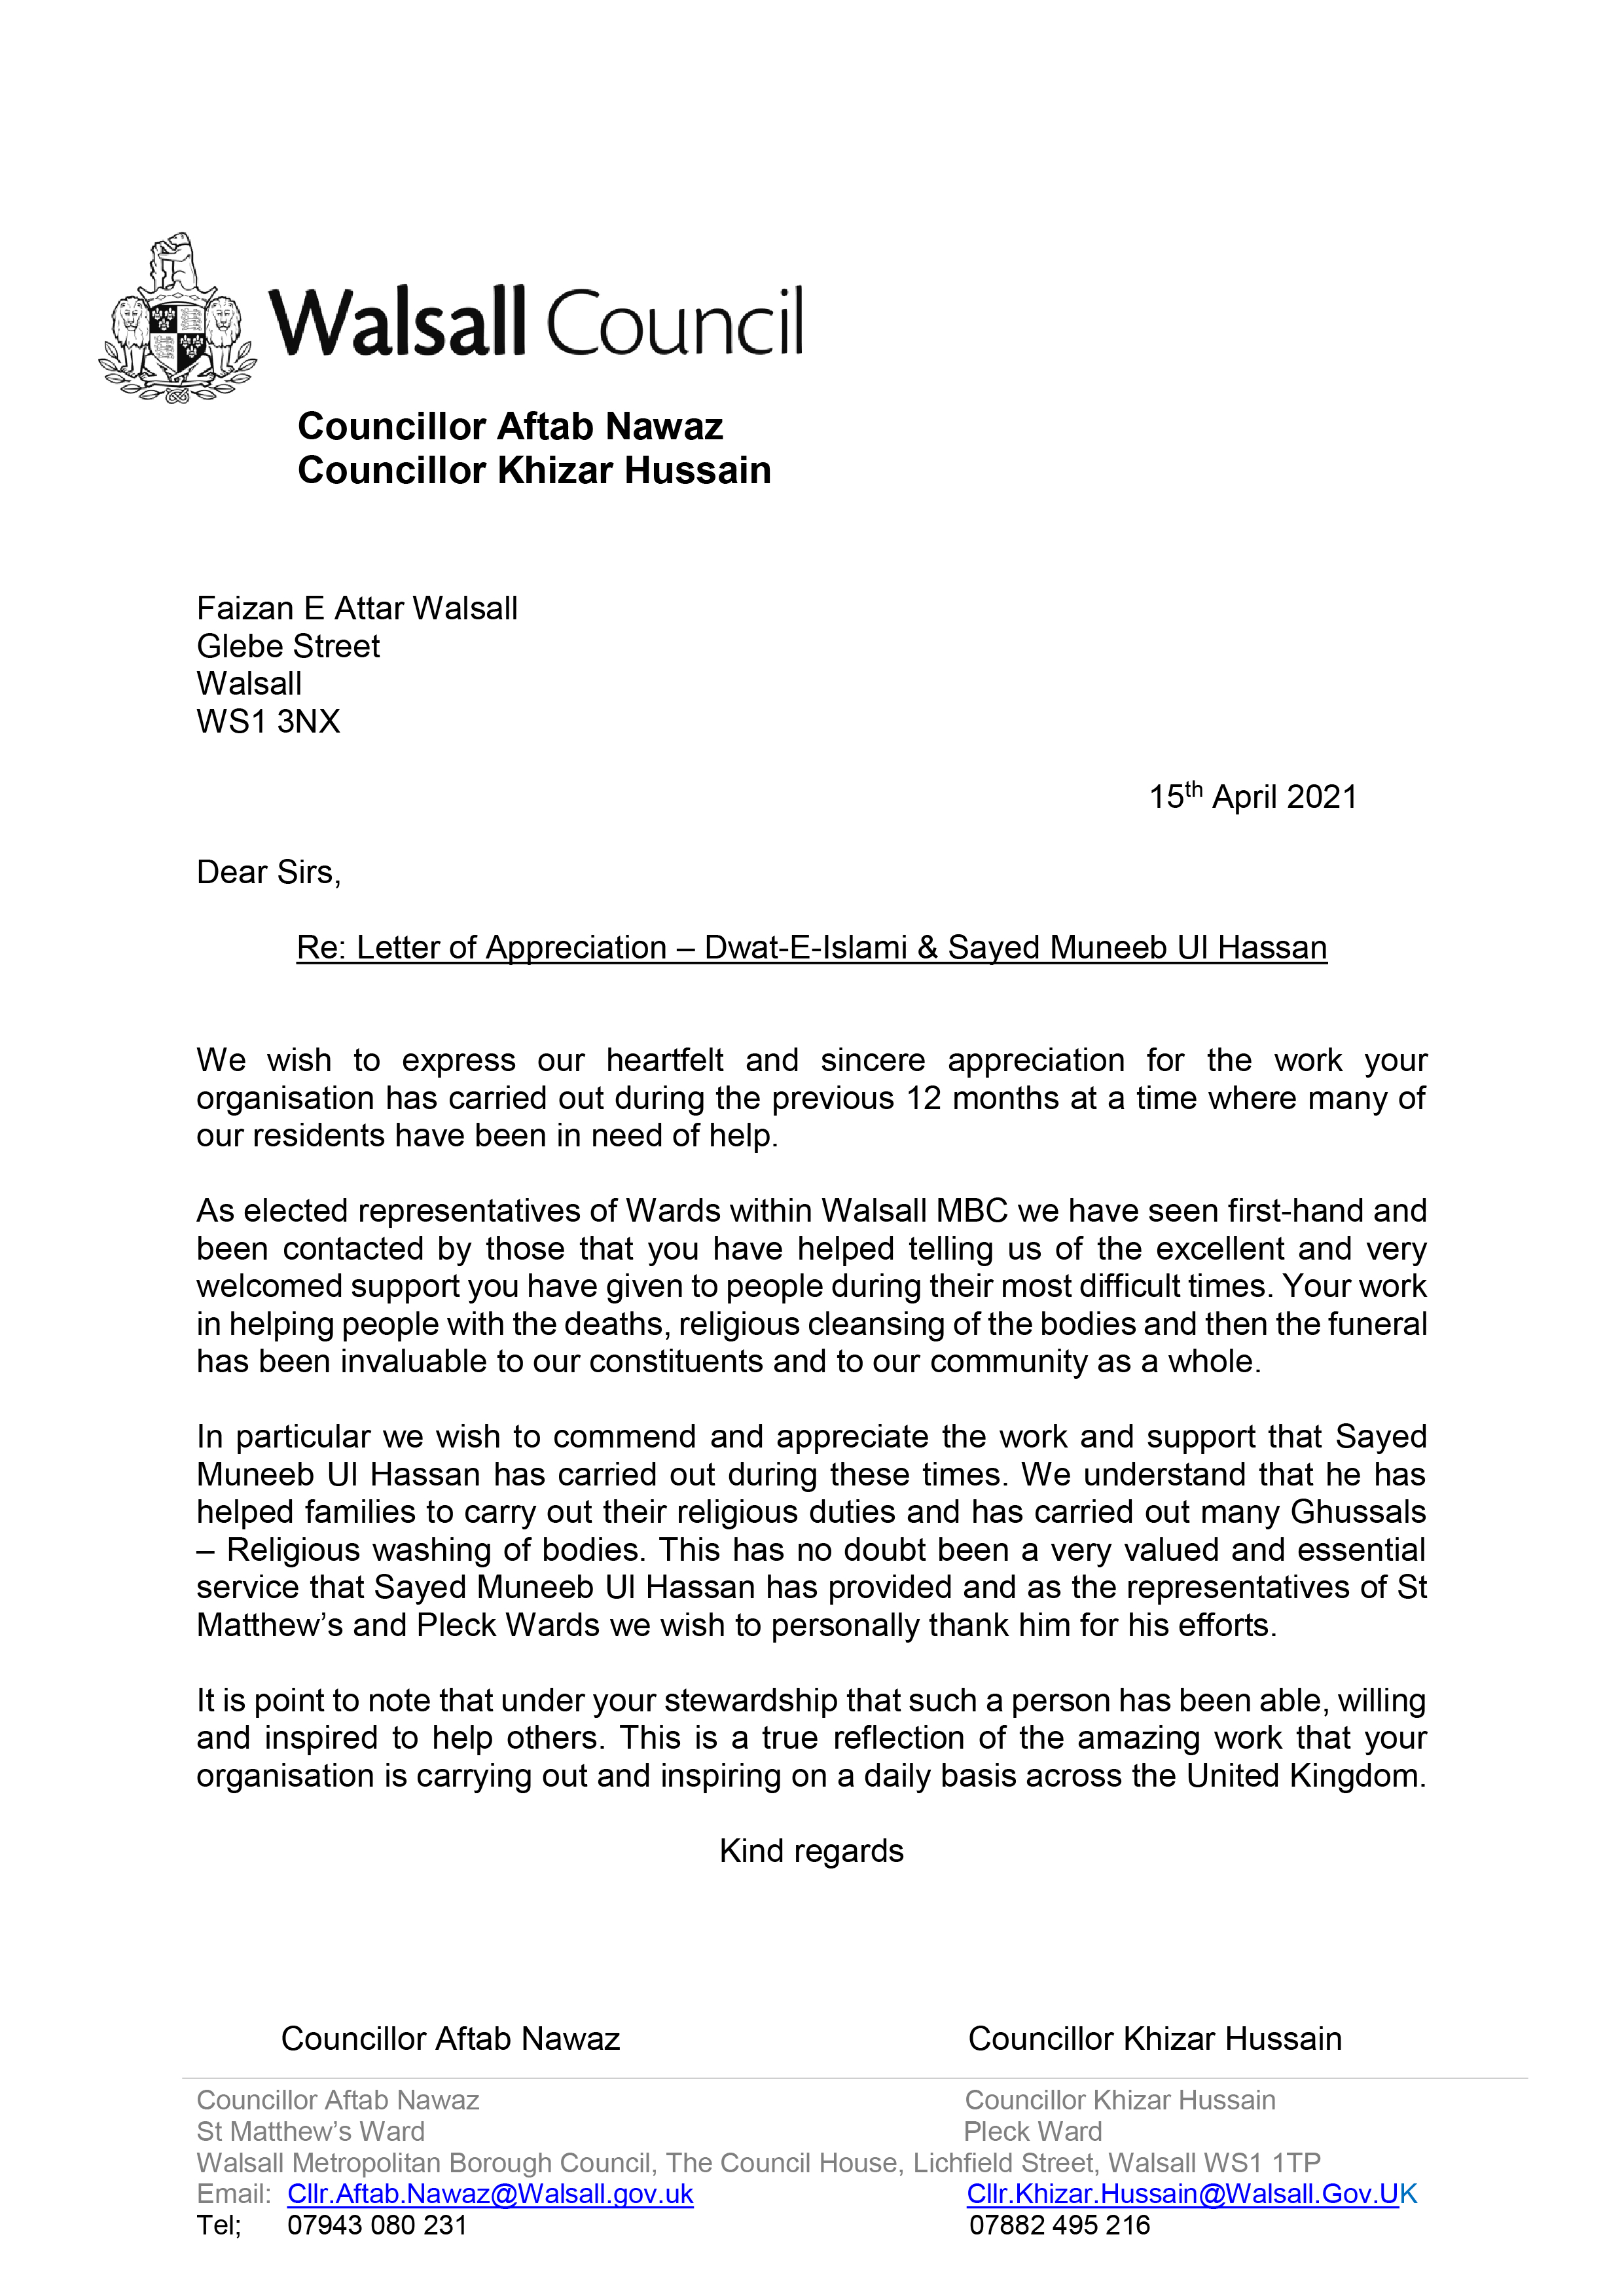 Walsall Council
Councillor Aftab Nawaz
Councillor Khizar Hussain
Faizan E Attar Walsall
Glebe Street
Walsall
WS1 3NX
15th April 2021
Dear Sirs,
Re: Letter of Appreciation – Dwat-E-Islami & Sayed Muneeb Ul Hassan
We wish to express our heartfelt and sincere appreciation for the work your
organisation has carried out during the previous 12 months at a time where many of
our residents have been in need of help.
As elected representatives of Wards within Walsall MBC we have seen first-hand and
been contacted by those that you have helped telling us of the excellent and very
welcomed support you have given to people during their most difficult times. Your work
in helping people with the deaths, religious cleansing of the bodies and then the funeral
has been invaluable to our constituents and to our community as a whole.
In particular we wish to commend and appreciate the work and support that Sayed
Muneeb Ul Hassan has carried out during these times. We understand that he has
helped families to carry out their religious duties and has carried out many Ghussals
– Religious washing of bodies. This has no doubt been a very valued and essential
service that Sayed Muneeb Ul Hassan has provided and as the representatives of St
Matthew’s and Pleck Wards we wish to personally thank him for his efforts.
It is point to note that under your stewardship that such a person has been able, willing
and inspired to help others. This is a true reflection of the amazing work that your
organisation is carrying out and inspiring on a daily basis across the United Kingdom.
Kind regards
Councillor Aftab Nawaz Councillor Khizar Hussain
Councillor Aftab Nawaz Councillor Khizar Hussain
St Matthew’s Ward Pleck Ward
Walsall Metropolitan Borough Council, The Council House, Lichfield Street, Walsall WS1 1TP
Email: Cllr.Aftab.Nawaz@Walsall.gov.uk Cllr.Khizar.Hussain@Walsall.Gov.UK
Tel; 07943 080 231 07882 495 216